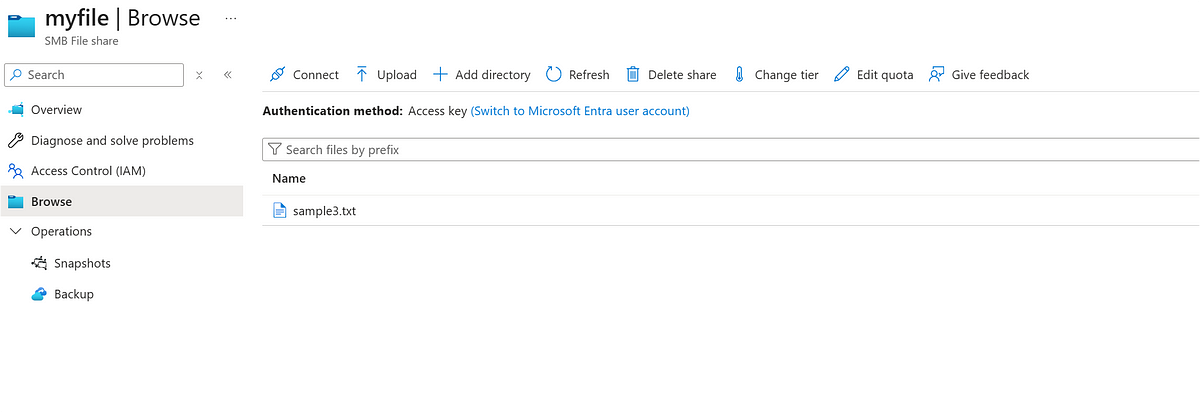 myfile | Browse ...
SMB File share
Search
Connect Upload Add directory Refresh Delete share Change tier Edit quota Give feedback
Overview
Authentication method: Access key (Switch to Microsoft Entra user account)
Diagnose and solve problems
Search files by prefix
Access Control (IAM)
Name
Browse
sample3.txt
Operations
Snapshots
Backup